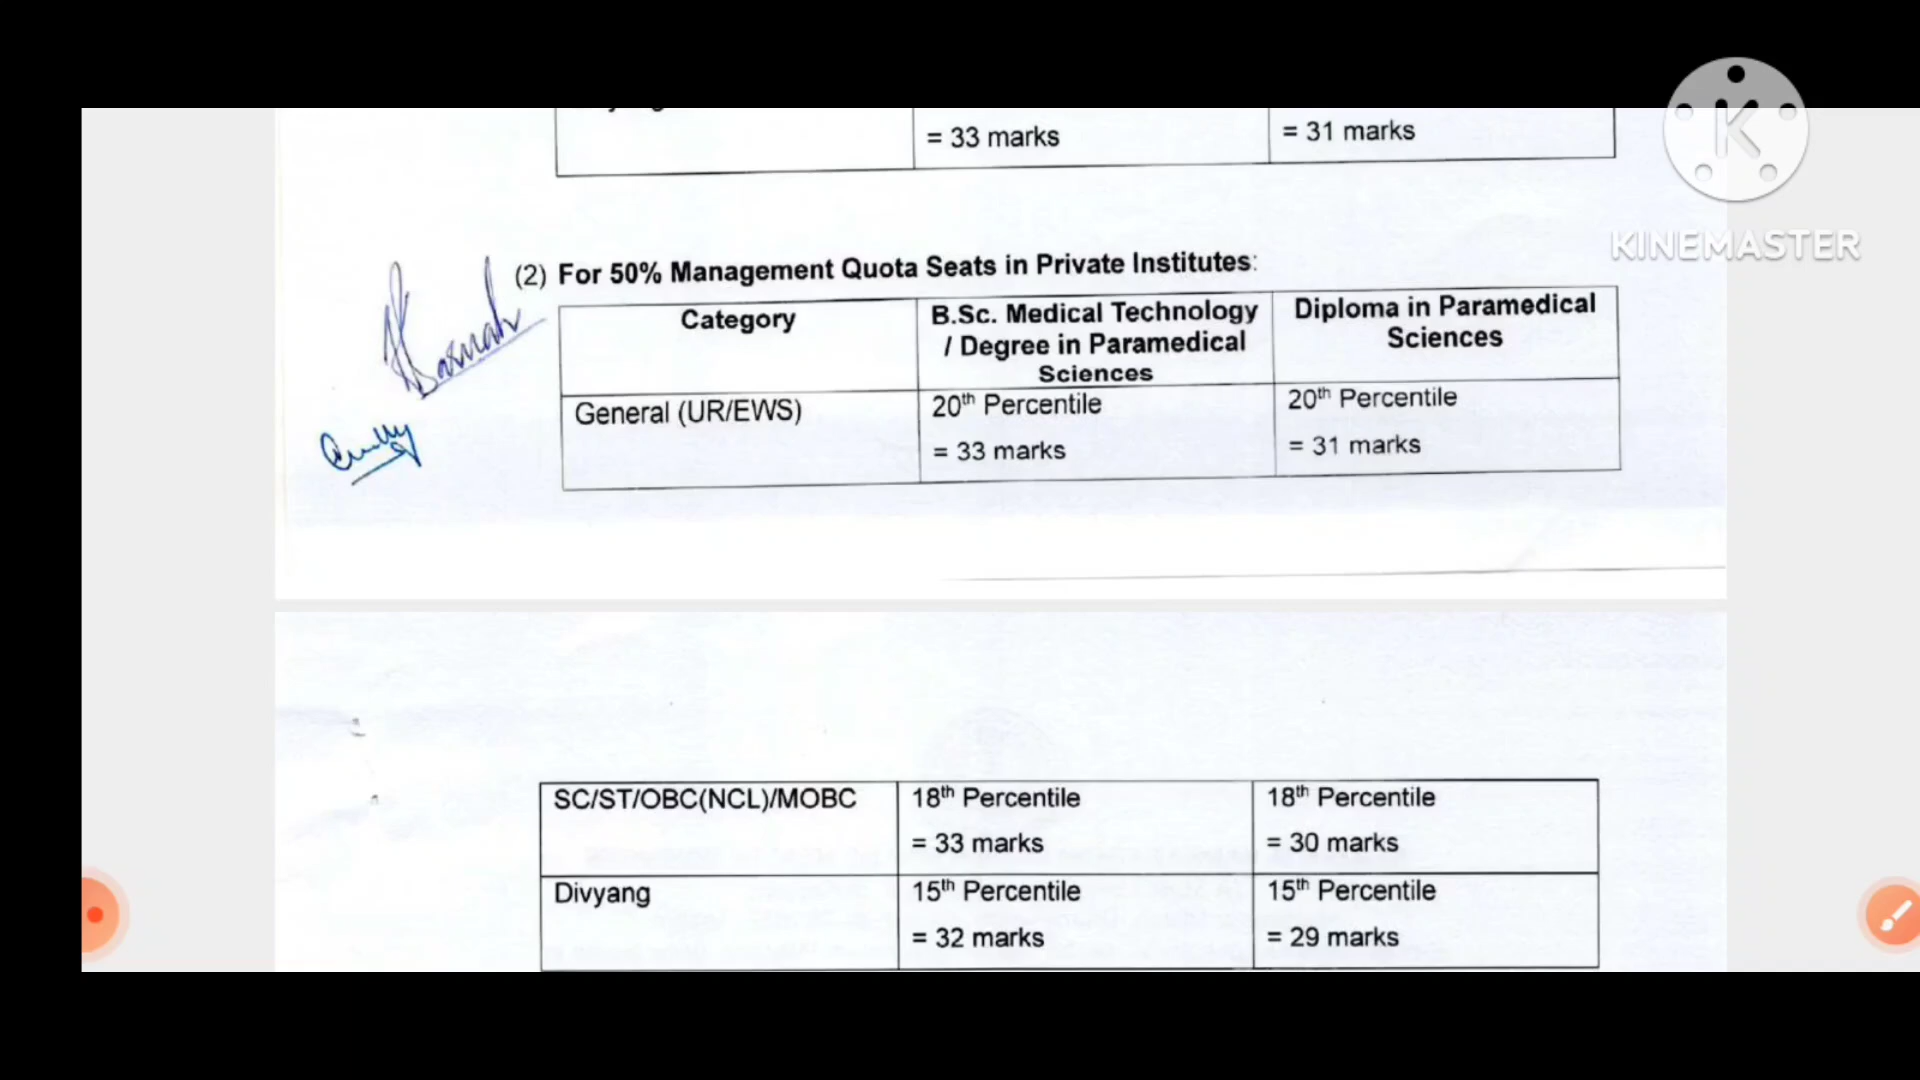 = 33 marks
= 31 marks
K
KINEMASTER
(2) For 50% Management Quota Seats in Private Institutes:
Category
B.Sc. Medical Technology
/ Degree in Paramedical
Sciences
Diploma in Paramedical
Sciences
General (UR/EWS)
20th Percentile
= 33 marks
20th Percentile
= 31 marks
SC/ST/OBC(NCL)/MOBC
18th Percentile
= 33 marks
18th Percentile
= 30 marks
Divyang
15th Percentile
= 32 marks
15th Percentile
= 29 marks